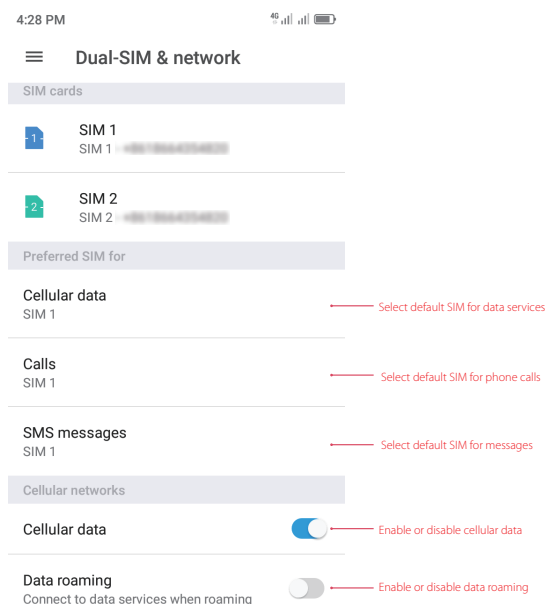 4:28 PM 4G
Dual-SIM & network
SIM cards
- 1 -
SIM 1
SIM 1
- 2 -
SIM 2
SIM 2
Preferred SIM for
Cellular data
SIM 1
Select default SIM for data services
Calls
SIM 1
Select default SIM for phone calls
SMS messages
SIM 1
Select default SIM for messages
Cellular networks
Cellular data
Enable or disable cellular data
Data roaming
Connect to data services when roaming
Enable or disable data roaming